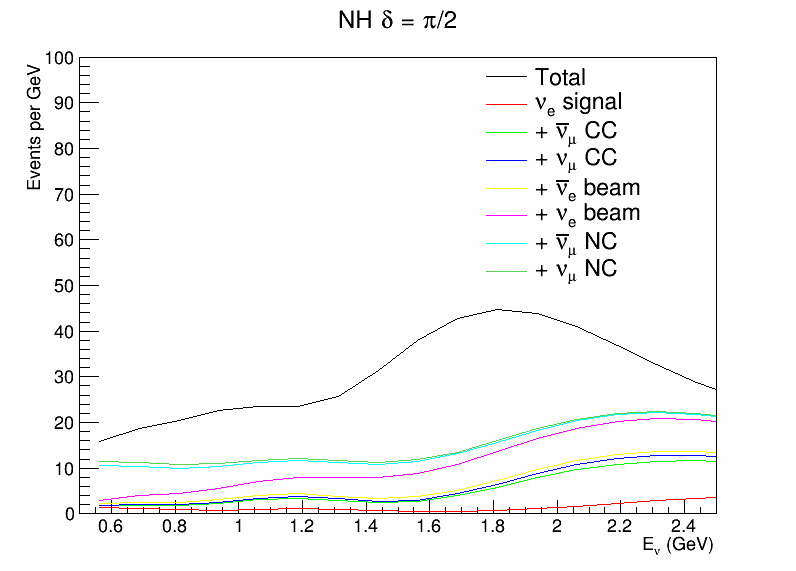 NH δ = π/2
Events per GeV
100
90
80
70
60
50
40
30
20
10
0
Total
νe signal
+ ν̅μ CC
+ νμ CC
+ ν̅e beam
+ νe beam
+ ν̅μ NC
+ νμ NC
0.6 0.8 1 1.2 1.4 1.6 1.8 2 2.2 2.4
Eν (GeV)